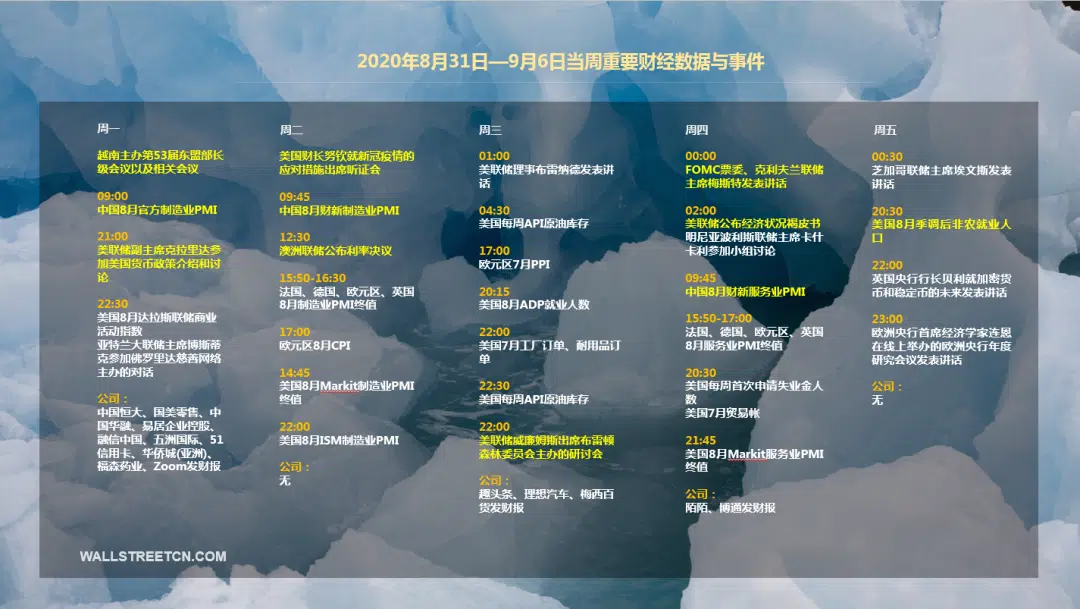 2020年8月31日—9月6日当周重要财经数据与事件
周一
越南主办第53届东盟部长
级会议以及相关会议
09:00
中国8月官方制造业PMI
21:00
美联储副主席克拉里达参
加美国货币政策介绍和讨
论
22:30
美国8月达拉斯联储商业
活动指数
亚特兰大联储主席博斯蒂
克参加佛罗里达慈善网络
主办的对话
公司：
中国恒大、国美零售、中
国华融、易居企业控股、
融信中国、五洲国际、51
信用卡、华侨城(亚洲)、
福森药业、Zoom发财报
周二
美国财长努钦就新冠疫情的
应对措施出席听证会
09:45
中国8月财新制造业PMI
12:30
澳洲联储公布利率决议
15:50-16:30
法国、德国、欧元区、英国
8月制造业PMI终值
17:00
欧元区8月CPI
14:45
美国8月Markit制造业PMI
终值
22:00
美国8月ISM制造业PMI
公司：
无
周三
01:00
美联储理事布雷纳德发表讲
话
04:30
美国每周API原油库存
17:00
欧元区7月PPI
20:15
美国8月ADP就业人数
22:00
美国7月工厂订单、耐用品订
单
22:30
美国每周API原油库存
22:00
美联储威廉姆斯出席布雷顿
森林委员会主办的研讨会
公司：
趣头条、理想汽车、梅西百
货发财报
周四
00:00
FOMC票委、克利夫兰联储
主席梅斯特发表讲话
02:00
美联储公布经济状况褐皮书
明尼亚波利斯联储主席卡什
卡利参加小组讨论
09:45
中国8月财新服务业PMI
15:50-17:00
法国、德国、欧元区、英国
8月服务业PMI终值
20:30
美国每周首次申请失业金人
数
美国7月贸易帐
21:45
美国8月Markit服务业PMI
终值
公司：
陌陌、博通发财报
周五
00:30
芝加哥联储主席埃文斯发表
讲话
20:30
美国8月季调后非农就业人
口
22:00
英国央行行长贝利就加密货
币和稳定币的未来发表讲话
23:00
欧洲央行首席经济学家连恩
在线上举办的欧洲央行年度
研究会议发表讲话
公司：
无
WALLSTREETCN.COM